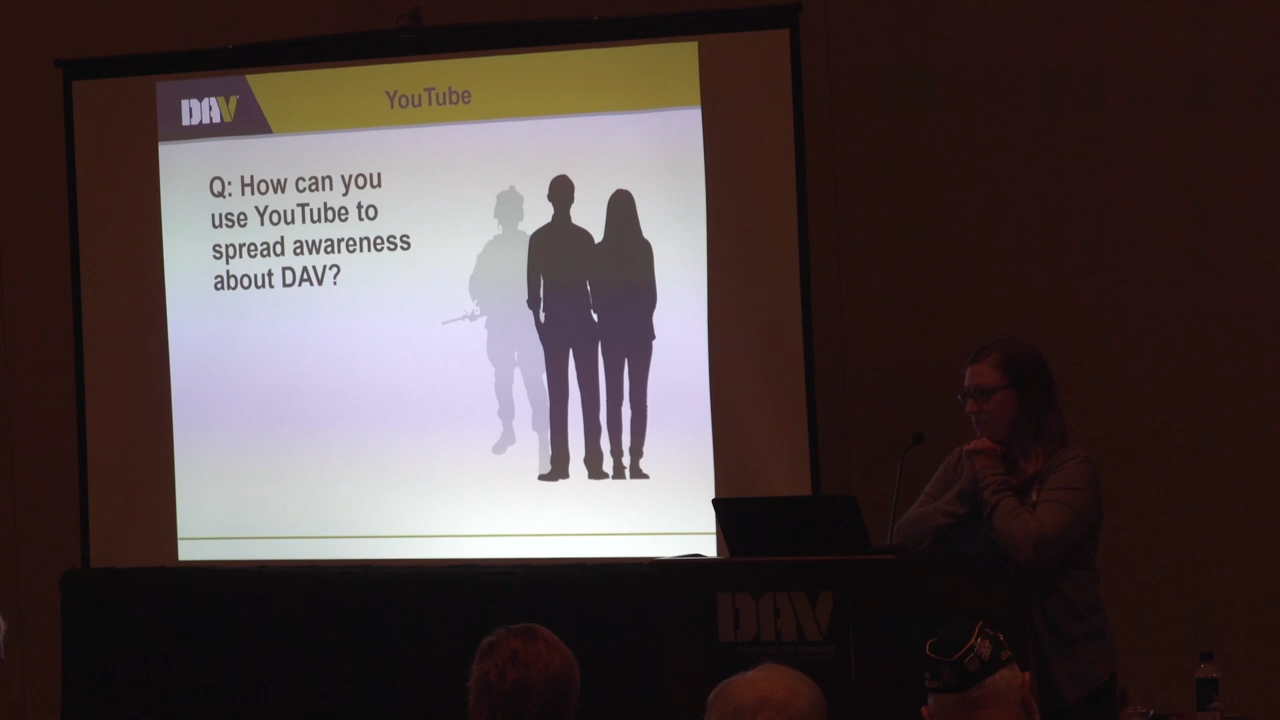 DAV
YouTube
Q: How can you
use YouTube to
spread awareness
about DAV?
DAV